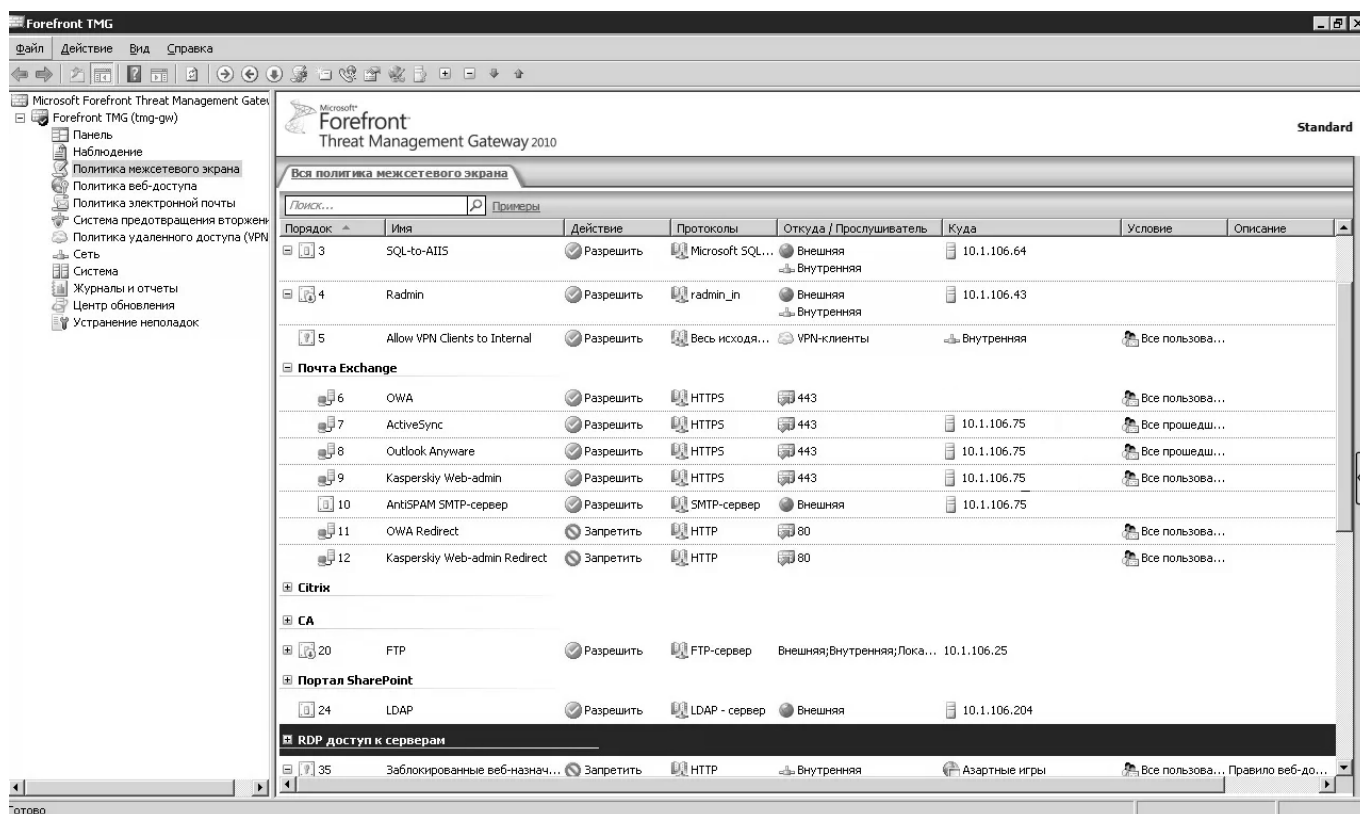 Forefront TMG
Файл Действие Вид Справка
Microsoft Forefront Threat Management Gatew
Forefront TMG (tmg-gw)
Панель
Наблюдение
Политика межсетевого экрана
Политика веб-доступа
Политика электронной почты
Система предотвращения вторжени
Политика удаленного доступа (VPN
Сеть
Система
Журналы и отчеты
Центр обновления
Устранение неполадок
Microsoft
Forefront
Threat Management Gateway 2010
Standard
Вся политика межсетевого экрана
Поиск... Примеры
Порядок Имя Действие Протоколы Откуда / Прослушиватель Куда Условие Описание
3 SQL-to-AIIS Разрешить Microsoft SQL... Внешняя 10.1.106.64
Внутренняя
4 Radmin Разрешить radmin_in Внешняя 10.1.106.43
Внутренняя
5 Allow VPN Clients to Internal Разрешить Весь исходя... VPN-клиенты Внутренняя Все пользова...
Почта Exchange
6 OWA Разрешить HTTPS 443 Все пользова...
7 ActiveSync Разрешить HTTPS 443 10.1.106.75 Все прошедш...
8 Outlook Anyware Разрешить HTTPS 443 10.1.106.75 Все прошедш...
9 Kasperskiy Web-admin Разрешить HTTPS 443 10.1.106.75 Все пользова...
10 AntiSPAM SMTP-сервер Разрешить SMTP-сервер Внешняя 10.1.106.75
11 OWA Redirect Запретить HTTP 80 Все пользова...
12 Kasperskiy Web-admin Redirect Запретить HTTP 80 Все пользова...
Citrix
CA
20 FTP Разрешить FTP-сервер Внешняя;Внутренняя;Лока... 10.1.106.25
Портал SharePoint
24 LDAP Разрешить LDAP - сервер Внешняя 10.1.106.204
RDP доступ к серверам
35 Заблокированные веб-назнач... Запретить HTTP Внутренняя Азартные игры Все пользова... Правило веб-до...
Готово